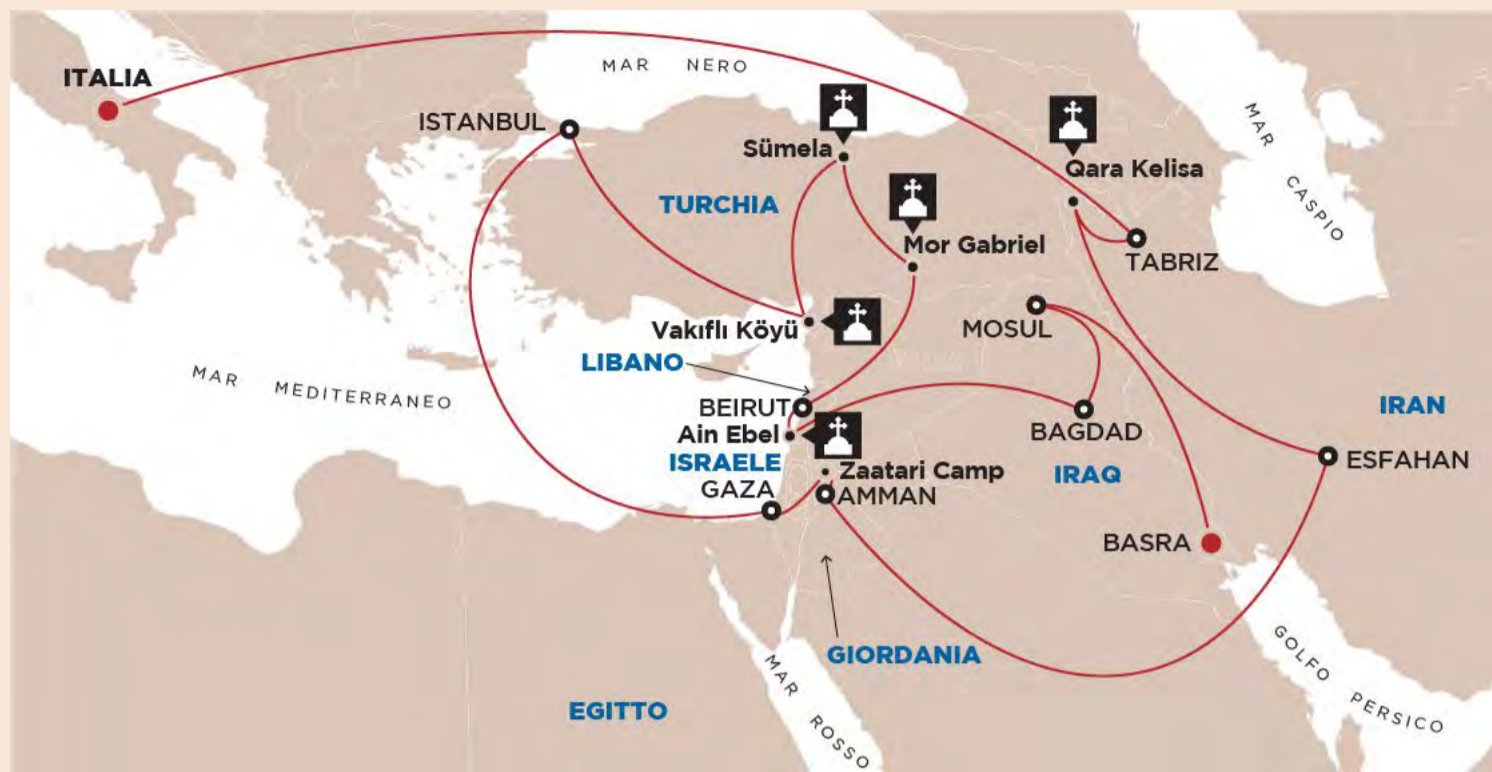 ITALIA
MAR NERO
ISTANBUL
Sümela
Qara Kelisa
MAR CASPIO
TURCHIA
Mor Gabriel
TABRIZ
Vakıflı Köyü
MOSUL
LIBANO
MAR MEDITERRANEO
BEIRUT
IRAN
Ain Ebel
BAGDAD
ISRAELE
Zaatari Camp
IRAQ
ESFAHAN
GAZA
AMMAN
BASRA
GIORDANIA
GOLFO PERSICO
MAR ROSSO
EGITTO